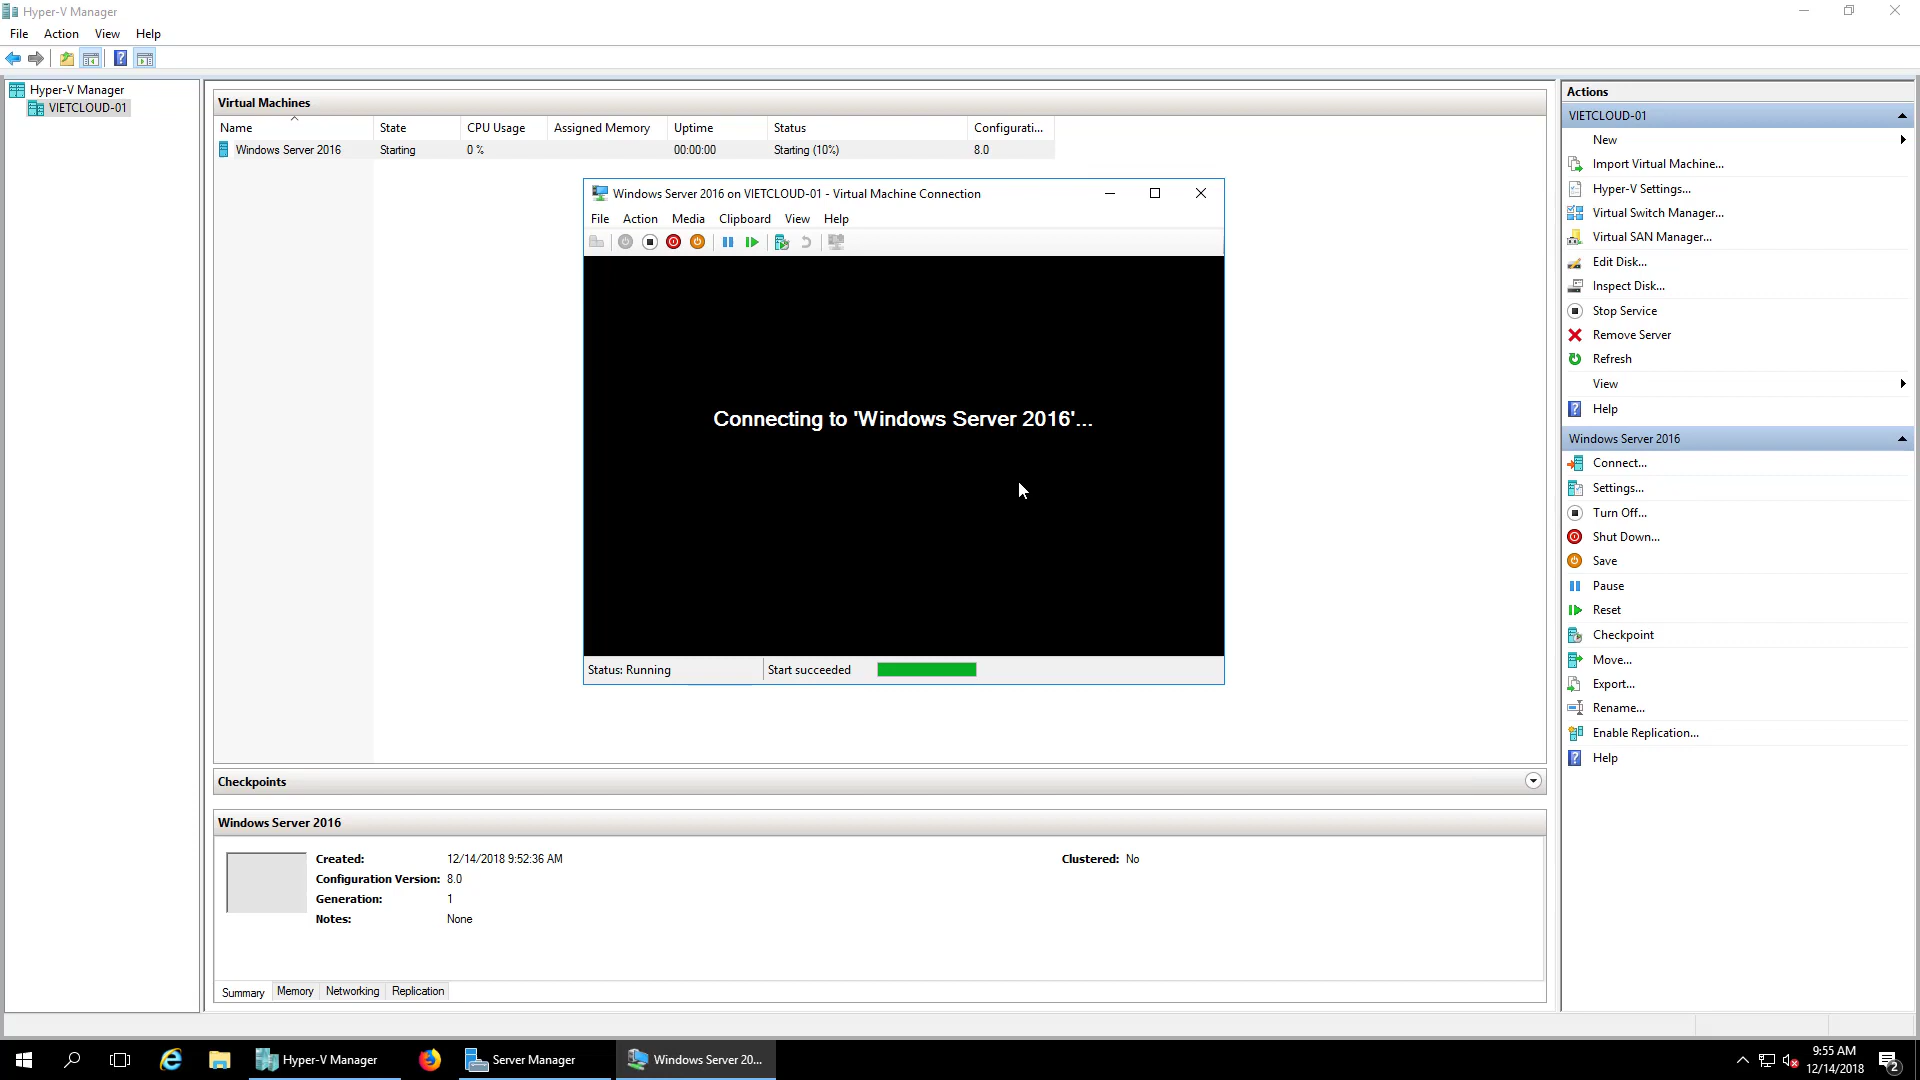 Hyper-V Manager
File Action View Help
Hyper-V Manager
VIETCLOUD-01
Virtual Machines
Name State CPU Usage Assigned Memory Uptime Status Configurati...
Windows Server 2016 Starting 0 % 00:00:00 Starting (10%) 8.0
Windows Server 2016 on VIETCLOUD-01 - Virtual Machine Connection
File Action Media Clipboard View Help
Connecting to 'Windows Server 2016'...
Status: Running Start succeeded
Checkpoints
Windows Server 2016
Created: 12/14/2018 9:52:36 AM Clustered: No
Configuration Version: 8.0
Generation: 1
Notes: None
Summary Memory Networking Replication
Actions
VIETCLOUD-01
New
Import Virtual Machine...
Hyper-V Settings...
Virtual Switch Manager...
Virtual SAN Manager...
Edit Disk...
Inspect Disk...
Stop Service
Remove Server
Refresh
View
Help
Windows Server 2016
Connect...
Settings...
Turn Off...
Shut Down...
Save
Pause
Reset
Checkpoint
Move...
Export...
Rename...
Enable Replication...
Help
Hyper-V Manager Server Manager Windows Server 20...
9:55 AM
12/14/2018
2